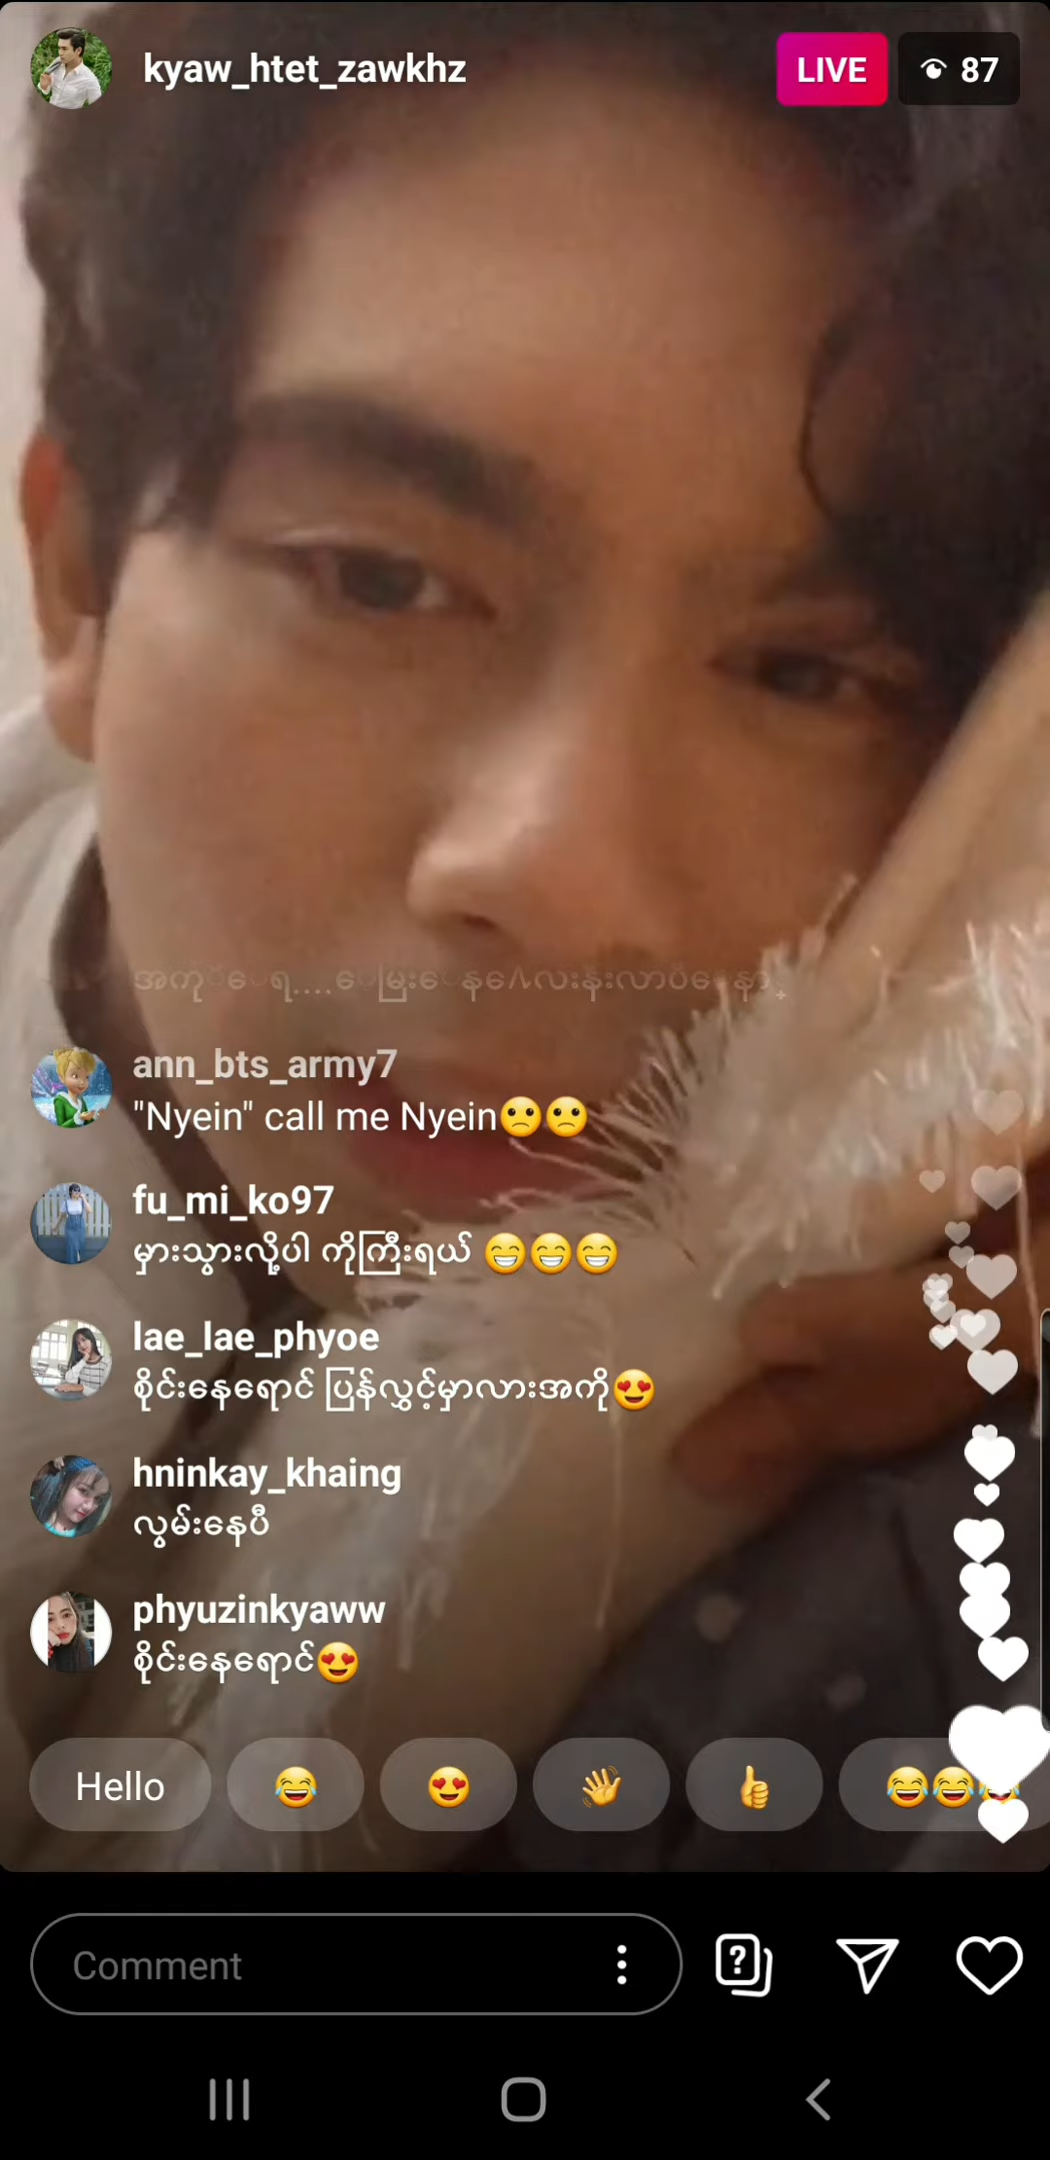 kyaw_htet_zawkhz
LIVE
87
ann_bts_army7
"Nyein" call me Nyein🙁🙁
fu_mi_ko97
မှားသွားလို့ပါ ကိုကြီးရယ် 😁😁😁
lae_lae_phyoe
စိုင်းနေရောင် ပြန်လွှင့်မှာလားအကို😍
hninkay_khaing
လွမ်းနေပီ
phyuzinkyaww
စိုင်းနေရောင်😍
Hello 😂 😍 👋 👍 😂😂😂
Comment